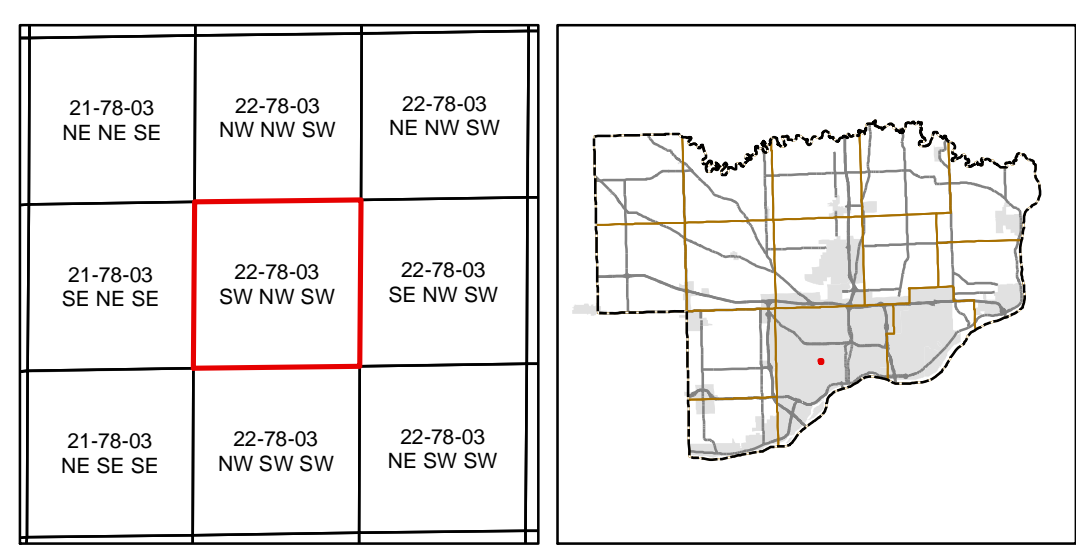 21-78-03
NE NE SE
22-78-03
NW NW SW
22-78-03
NE NW SW
21-78-03
SE NE SE
22-78-03
SW NW SW
22-78-03
SE NW SW
21-78-03
NE SE SE
22-78-03
NW SW SW
22-78-03
NE SW SW